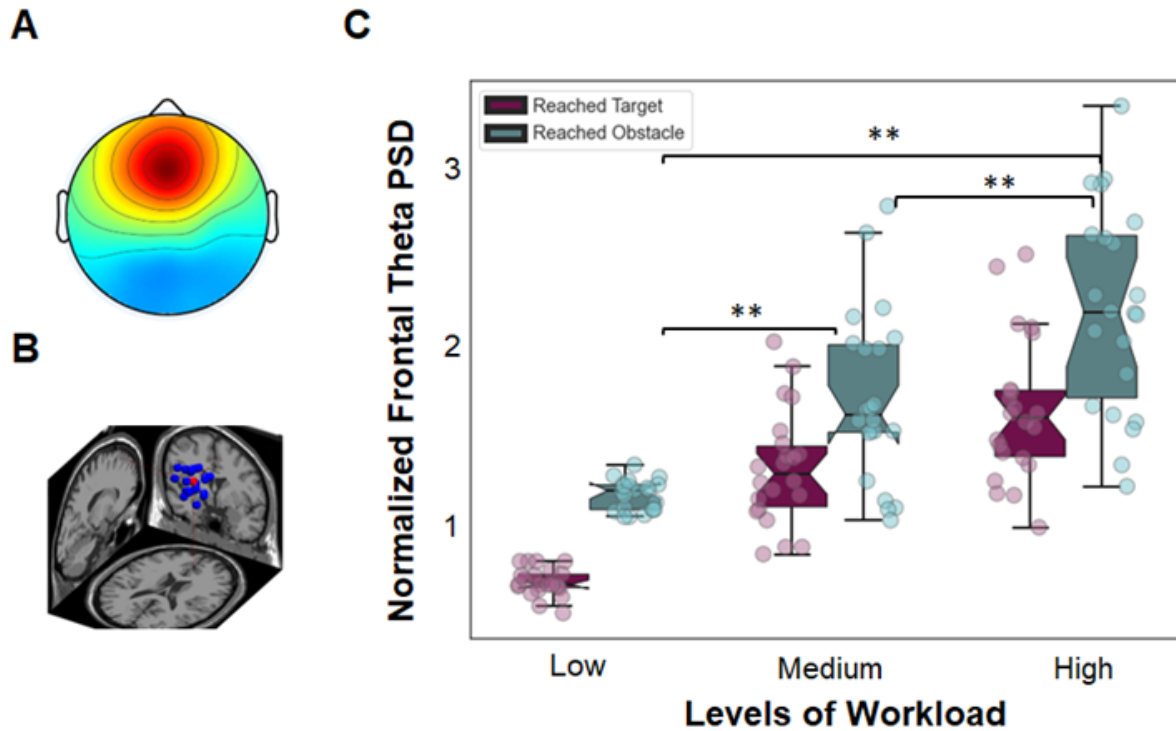 A
C
Normalized Frontal Theta PSD
Reached Target
Reached Obstacle
**
**
**
3
2
1
B
Low
Medium
High
Levels of Workload